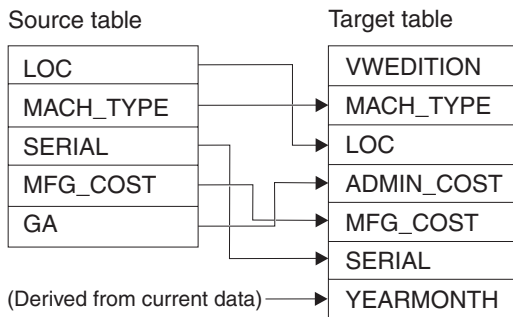 Source table
LOC
MACH_TYPE
SERIAL
MFG_COST
GA
(Derived from current data)
Target table
VWEDITION
MACH_TYPE
LOC
ADMIN_COST
MFG_COST
SERIAL
YEARMONTH